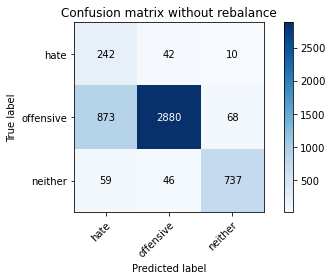 Confusion matrix without rebalance
hate 242 42 10
offensive 873 2880 68
neither 59 46 737
hate offensive neither
True label
Predicted label
2500
2000
1500
1000
500